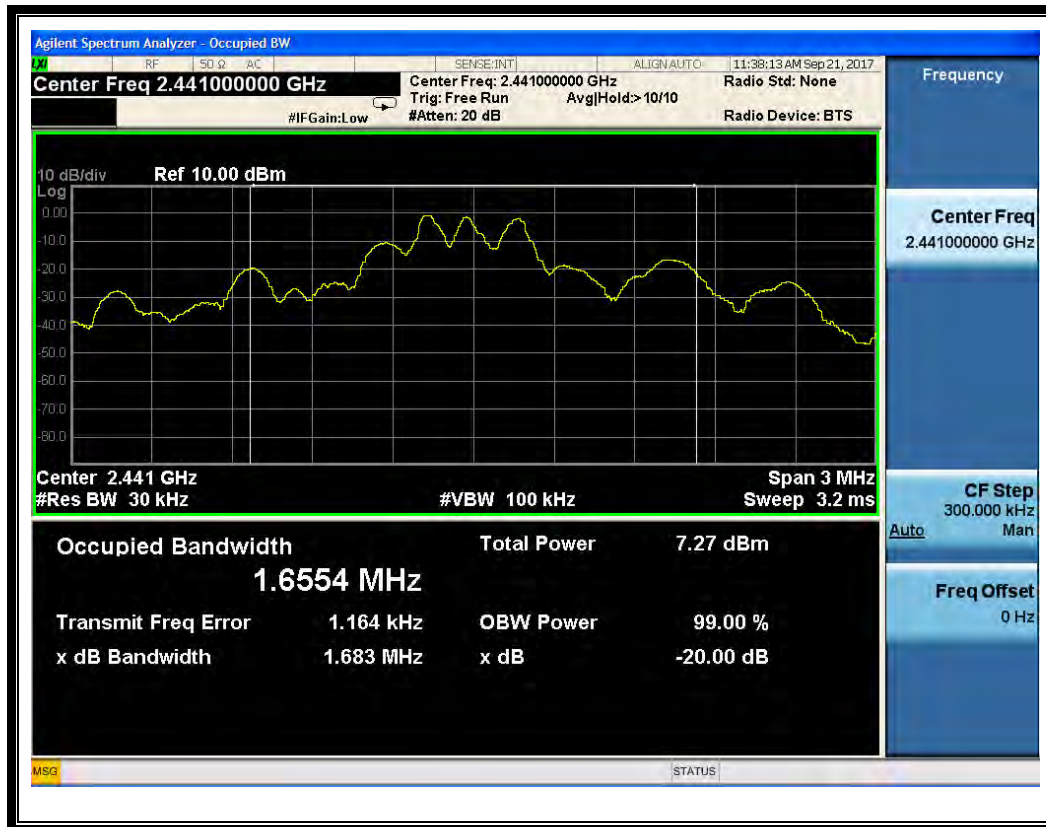 Agilent Spectrum Analyzer - Occupied BW
LXI RF 50 Ω AC SENSE:INT ALIGNAUTO 11:38:13 AM Sep 21, 2017
Center Freq 2.441000000 GHz Center Freq: 2.441000000 GHz Radio Std: None
Trig: Free Run Avg|Hold:> 10/10
#IFGain:Low #Atten: 20 dB Radio Device: BTS
10 dB/div Ref 10.00 dBm
Log
0.00
-10.0
-20.0
-30.0
-40.0
-50.0
-60.0
-70.0
-80.0
Center 2.441 GHz Span 3 MHz
#Res BW 30 kHz #VBW 100 kHz Sweep 3.2 ms
Occupied Bandwidth Total Power 7.27 dBm
1.6554 MHz
Transmit Freq Error 1.164 kHz OBW Power 99.00 %
x dB Bandwidth 1.683 MHz x dB -20.00 dB
MSG STATUS
Frequency
Center Freq
2.441000000 GHz
CF Step
300.000 kHz
Auto Man
Freq Offset
0 Hz